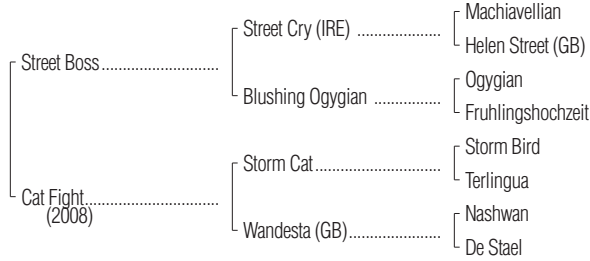 Machiavellian
Street Cry (IRE) ..................
Helen Street (GB)
Street Boss.........................
Ogygian
Blushing Ogygian ..............
Fruhlingshochzeit
Storm Bird
Storm Cat...........................
Terlingua
Cat Fight.............................
(2008)
Nashwan
Wandesta (GB)...................
De Stael